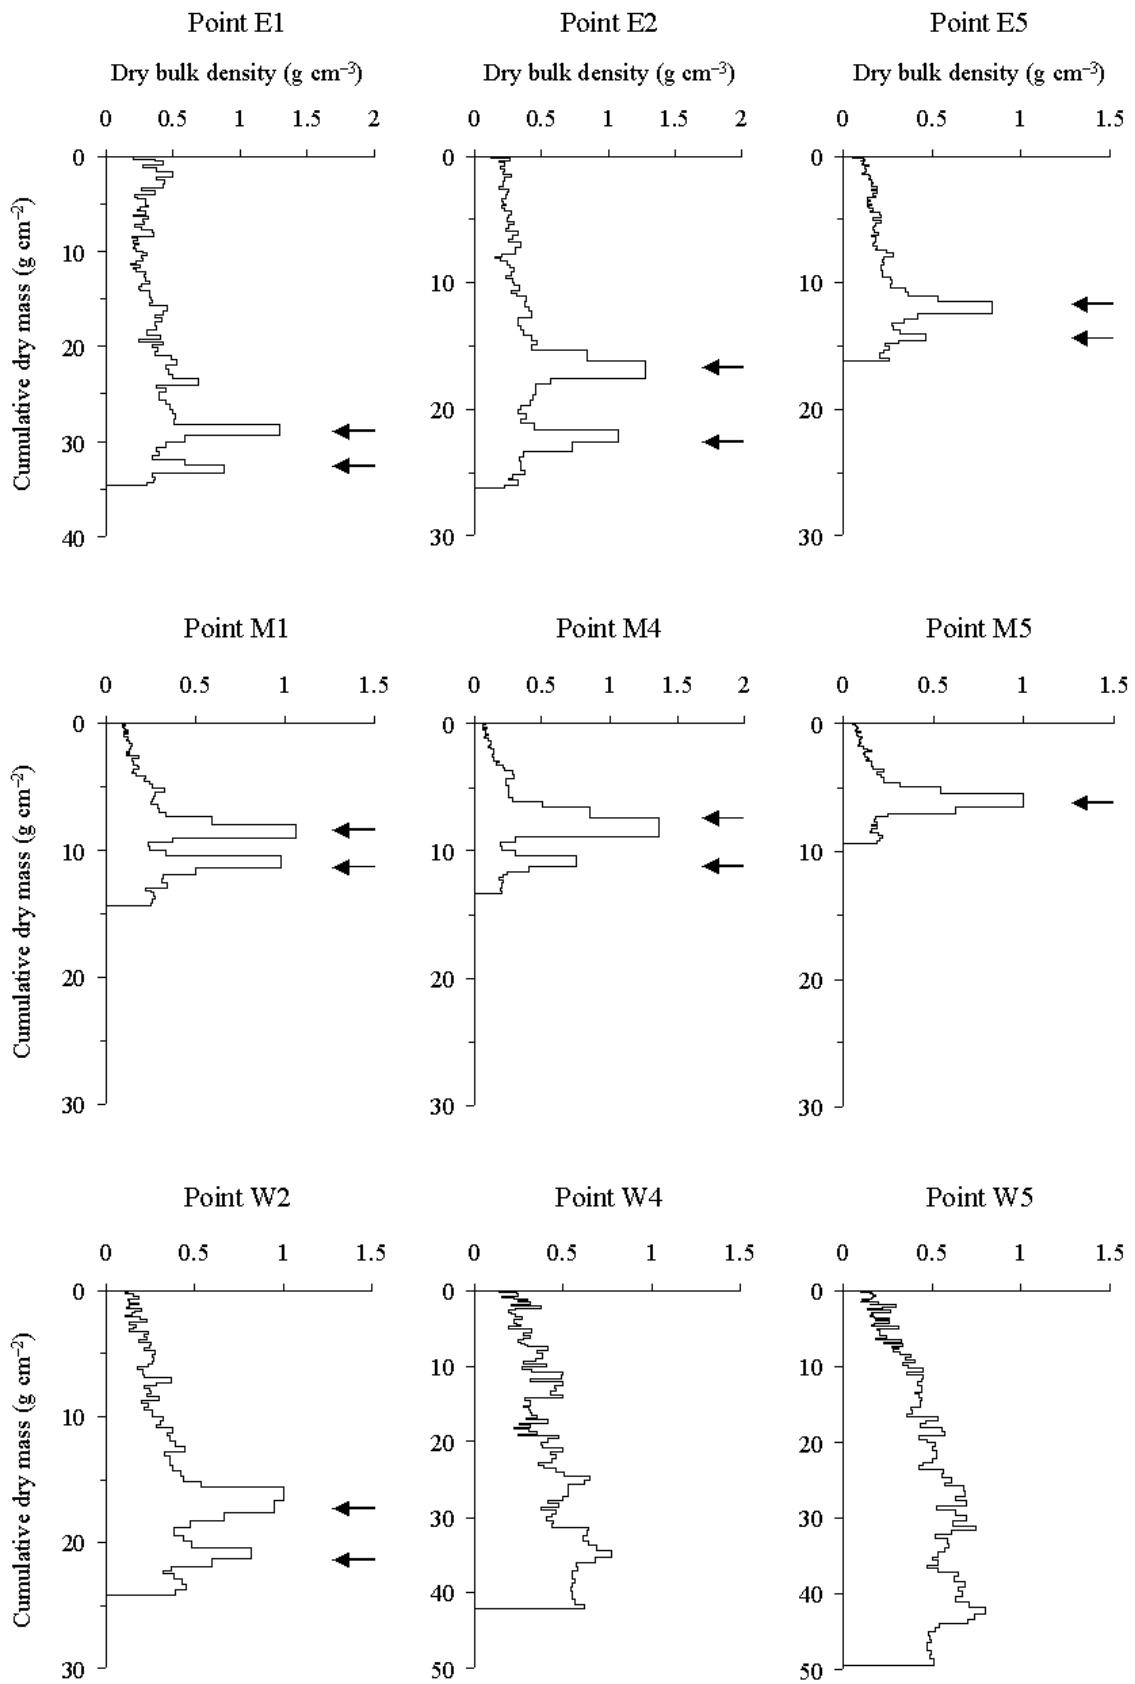 Point E1 Point E2 Point E5
Dry bulk density (g cm⁻³) Dry bulk density (g cm⁻³) Dry bulk density (g cm⁻³)
0 0.5 1 1.5 2 0 0.5 1 1.5 2 0 0.5 1 1.5
Cumulative dry mass (g cm⁻²)
0 0 0
10 10 10
20 20 20
30 30 30
40
Point M1 Point M4 Point M5
0 0.5 1 1.5 0 0.5 1 1.5 2 0 0.5 1 1.5
Cumulative dry mass (g cm⁻²)
0 0 0
10 10 10
20 20 20
30 30 30
Point W2 Point W4 Point W5
0 0.5 1 1.5 0 0.5 1 1.5 0 0.5 1 1.5
Cumulative dry mass (g cm⁻²)
0 0 0
10 10 10
20 20 20
30 30 30
40 40
50 50